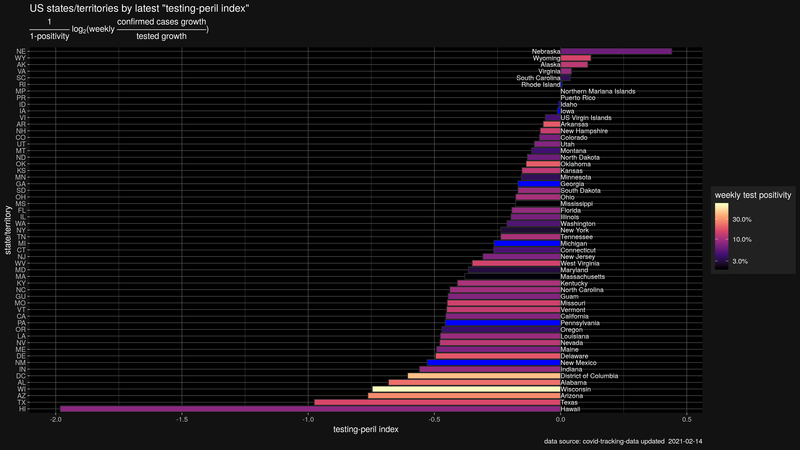 US states/territories by latest "testing-peril index"
1 confirmed cases growth
log2(weekly )
1-positivity tested growth
NE Nebraska
WY Wyoming
AK Alaska
VA Virginia
SC South Carolina
RI Rhode Island
MP Northern Mariana Islands
PR Puerto Rico
ID Idaho
IA Iowa
VI US Virgin Islands
AR Arkansas
NH New Hampshire
CO Colorado
UT Utah
MT Montana
ND North Dakota
OK Oklahoma
KS Kansas
MN Minnesota
GA Georgia
SD South Dakota
OH Ohio
MS Mississippi
FL Florida
IL Illinois
WA Washington
NY New York
TN Tennessee
MI Michigan
CT Connecticut
NJ New Jersey
WV West Virginia
MD Maryland
MA Massachusetts
KY Kentucky
NC North Carolina
GU Guam
MO Missouri
VT Vermont
CA California
PA Pennsylvania
OR Oregon
LA Louisiana
NV Nevada
ME Maine
DE Delaware
NM New Mexico
IN Indiana
DC District of Columbia
AL Alabama
WI Wisconsin
AZ Arizona
TX Texas
HI Hawaii
state/territory
-2.0 -1.5 -1.0 -0.5 0.0 0.5
testing-peril index
weekly test positivity
30.0%
10.0%
3.0%
data source: covid-tracking-data updated 2021-02-14